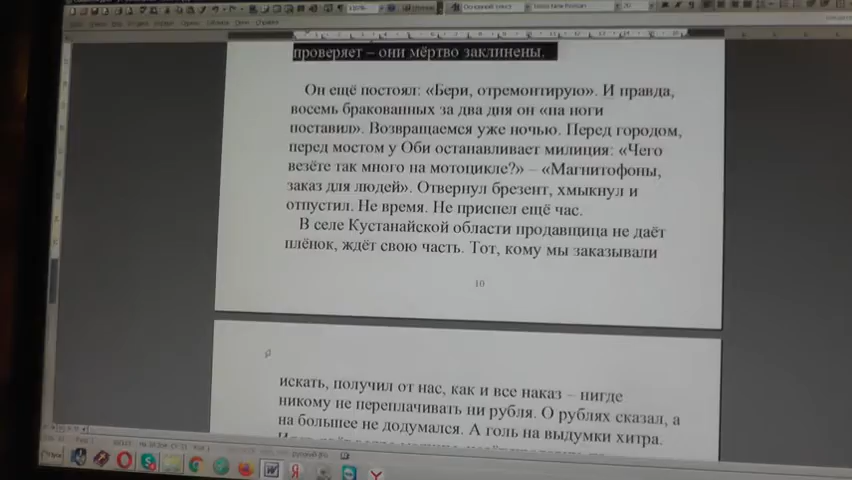 проверяет – они мёртво заклинены.
Он ещё постоял: «Бери, отремонтирую». И правда,
восемь бракованных за два дня он «на ноги
поставил». Возвращаемся уже ночью. Перед городом,
перед мостом у Оби останавливает милиция: «Чего
везёте так много на мотоцикле?» – «Магнитофоны,
заказ для людей». Отвернул брезент, хмыкнул и
отпустил. Не время. Не приспел ещё час.
В селе Кустанайской области продавщица не даёт
плёнок, ждёт свою часть. Тот, кому мы заказывали
10
искать, получил от нас, как и все наказ – нигде
никому не переплачивать ни рубля. О рублях сказал, а
на большее не додумался. А голь на выдумки хитра.